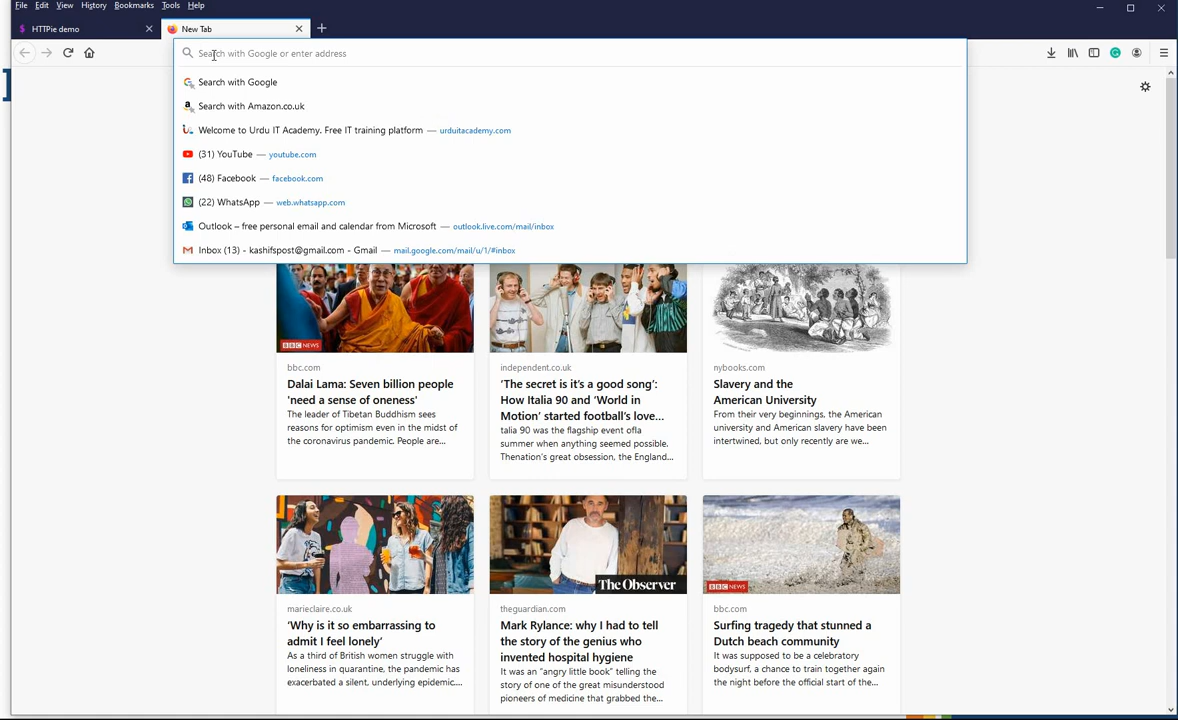 File Edit View History Bookmarks Tools Help
HTTPie demo
New Tab
Search with Google or enter address
Search with Google
Search with Amazon.co.uk
Welcome to Urdu IT Academy. Free IT training platform — urduitacademy.com
(31) YouTube — youtube.com
(48) Facebook — facebook.com
(22) WhatsApp — web.whatsapp.com
Outlook – free personal email and calendar from Microsoft — outlook.live.com/mail/inbox
Inbox (13) - kashifspost@gmail.com - Gmail — mail.google.com/mail/u/1/#inbox
BBC NEWS
bbc.com
Dalai Lama: Seven billion people
'need a sense of oneness'
The leader of Tibetan Buddhism sees
reasons for optimism even in the midst of
the coronavirus pandemic. People are...
independent.co.uk
‘The secret is it’s a good song’:
How Italia 90 and ‘World in
Motion’ started football’s love...
talia 90 was the flagship event ofla
summer when anything seemed possible.
Thenation's great obsession, the England...
nybooks.com
Slavery and the
American University
From their very beginnings, the American
university and American slavery have been
intertwined, but only recently are we...
marieclaire.co.uk
‘Why is it so embarrassing to
admit I feel lonely’
As a third of British women struggle with
loneliness in quarantine, the pandemic has
exacerbated a silent, underlying epidemic....
The Observer
theguardian.com
Mark Rylance: why I had to tell
the story of the genius who
invented hospital hygiene
It was an “angry little book” telling the
story of one of the great misunderstood
pioneers of medicine that grabbed the...
BBC NEWS
bbc.com
Surfing tragedy that stunned a
Dutch beach community
It was supposed to be a celebratory
bodysurf, a chance to train together again
the night before the official start of the...